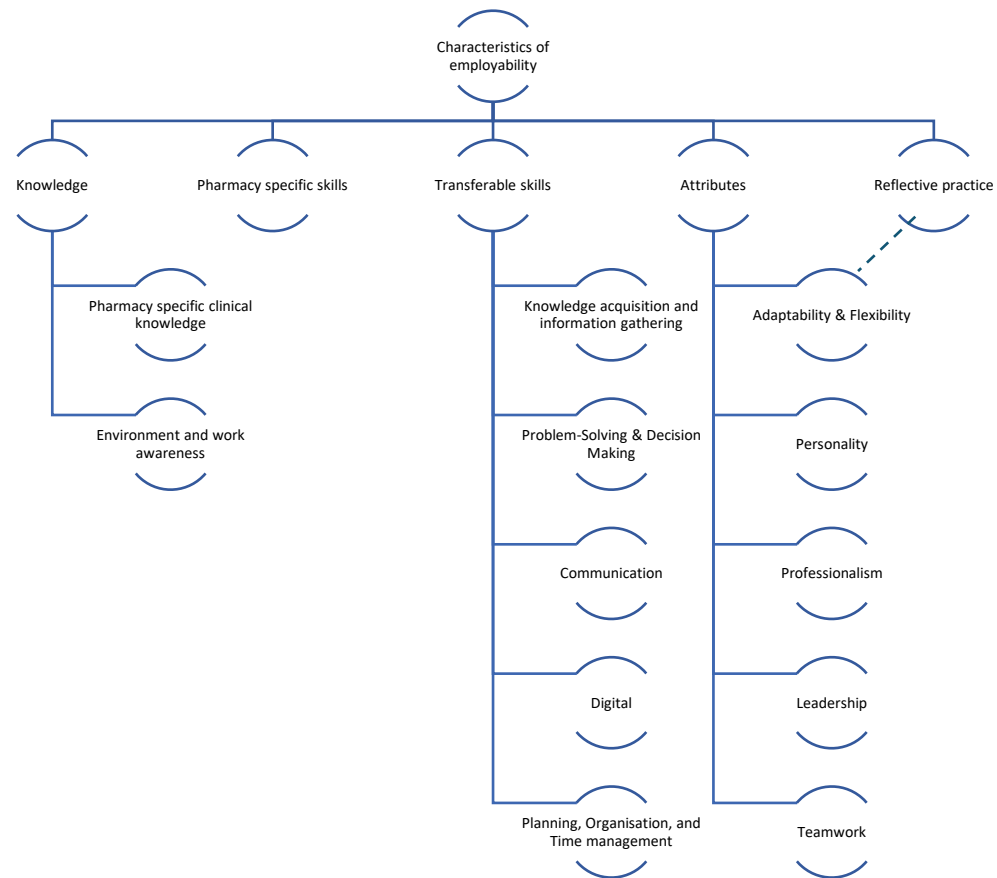 Characteristics of
employability
Knowledge
Pharmacy specific skills
Transferable skills
Attributes
Reflective practice
Pharmacy specific clinical
knowledge
Knowledge acquisition and
information gathering
Adaptability & Flexibility
Environment and work
awareness
Problem-Solving & Decision
Making
Personality
Communication
Professionalism
Digital
Leadership
Planning, Organisation, and
Time management
Teamwork